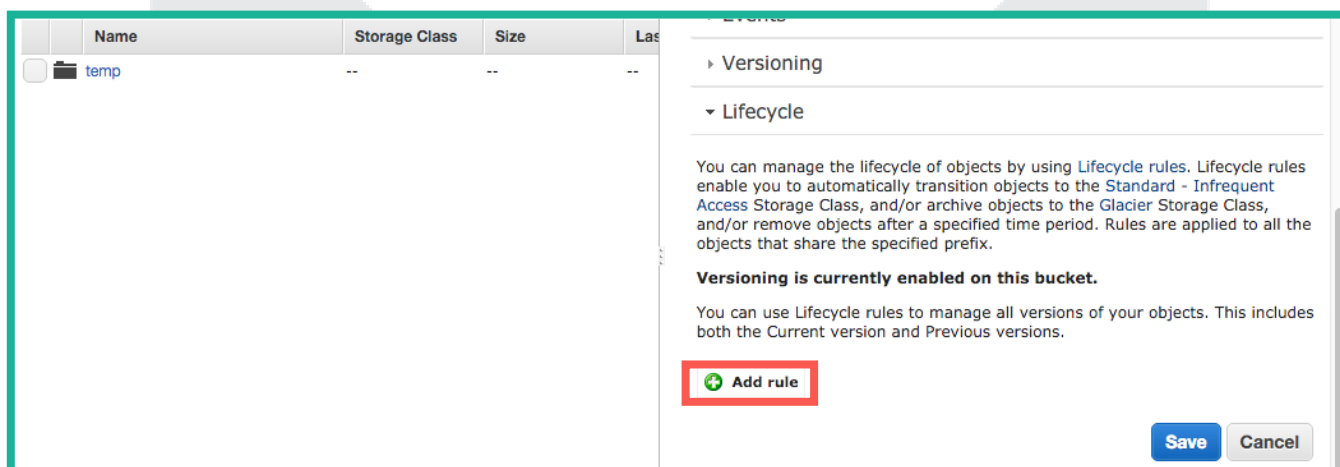 Name Storage Class Size Las
temp -- -- --
Events
Versioning
Lifecycle
You can manage the lifecycle of objects by using Lifecycle rules. Lifecycle rules
enable you to automatically transition objects to the Standard - Infrequent
Access Storage Class, and/or archive objects to the Glacier Storage Class,
and/or remove objects after a specified time period. Rules are applied to all the
objects that share the specified prefix.
Versioning is currently enabled on this bucket.
You can use Lifecycle rules to manage all versions of your objects. This includes
both the Current version and Previous versions.
Add rule
Save Cancel